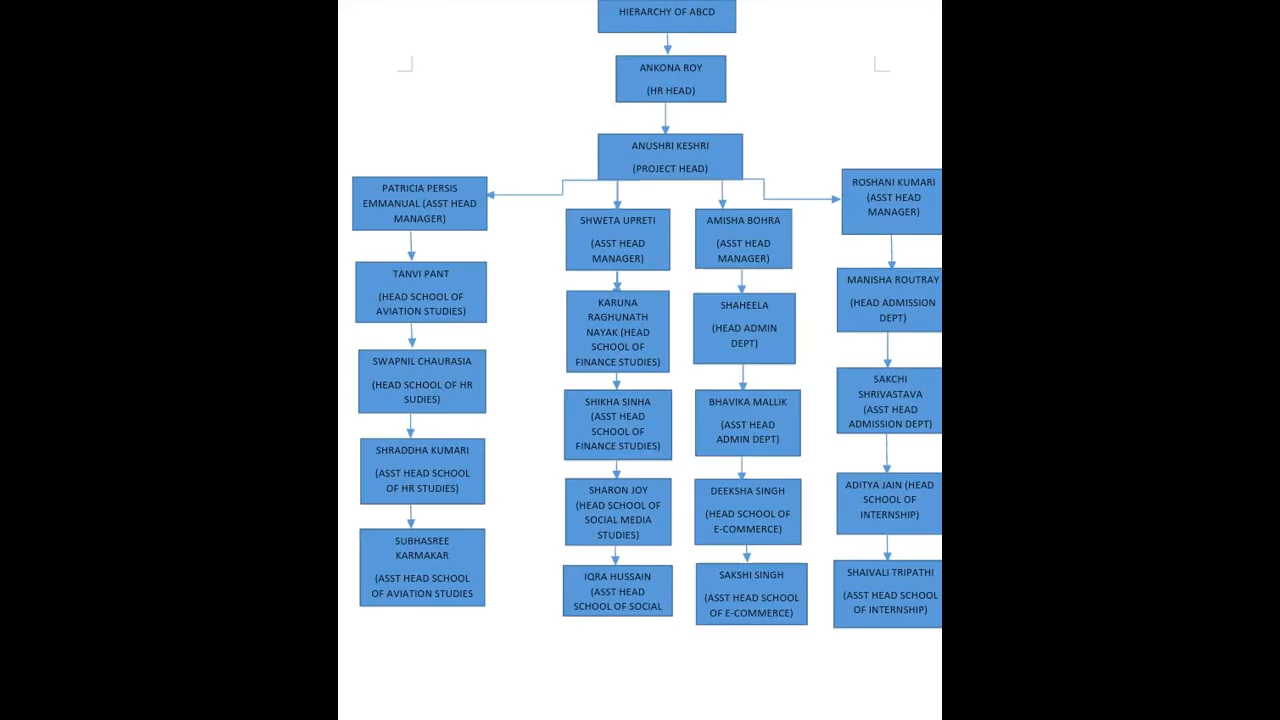 HIERARCHY OF ABCD
ANKONA ROY
(HR HEAD)
ANUSHRI KESHRI
(PROJECT HEAD)
PATRICIA PERSIS
EMMANUAL (ASST HEAD
MANAGER)
TANVI PANT
(HEAD SCHOOL OF
AVIATION STUDIES)
SWAPNIL CHAURASIA
(HEAD SCHOOL OF HR
SUDIES)
SHRADDHA KUMARI
(ASST HEAD SCHOOL
OF HR STUDIES)
SUBHASREE
KARMAKAR
(ASST HEAD SCHOOL
OF AVIATION STUDIES
SHWETA UPRETI
(ASST HEAD
MANAGER)
KARUNA
RAGHUNATH
NAYAK (HEAD
SCHOOL OF
FINANCE STUDIES)
SHIKHA SINHA
(ASST HEAD
SCHOOL OF
FINANCE STUDIES)
SHARON JOY
(HEAD SCHOOL OF
SOCIAL MEDIA
STUDIES)
IQRA HUSSAIN
(ASST HEAD
SCHOOL OF SOCIAL
AMISHA BOHRA
(ASST HEAD
MANAGER)
SHAHEELA
(HEAD ADMIN
DEPT)
BHAVIKA MALLIK
(ASST HEAD
ADMIN DEPT)
DEEKSHA SINGH
(HEAD SCHOOL OF
E-COMMERCE)
SAKSHI SINGH
(ASST HEAD SCHOOL
OF E-COMMERCE)
ROSHANI KUMARI
(ASST HEAD
MANAGER)
MANISHA ROUTRAY
(HEAD ADMISSION
DEPT)
SAKCHI
SHRIVASTAVA
(ASST HEAD
ADMISSION DEPT)
ADITYA JAIN (HEAD
SCHOOL OF
INTERNSHIP)
SHAIVALI TRIPATHI
(ASST HEAD SCHOOL
OF INTERNSHIP)